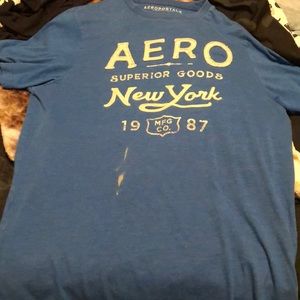 AEROPOSTALE
AERO
SUPERIOR GOODS
New York
19 MFG CO. 87